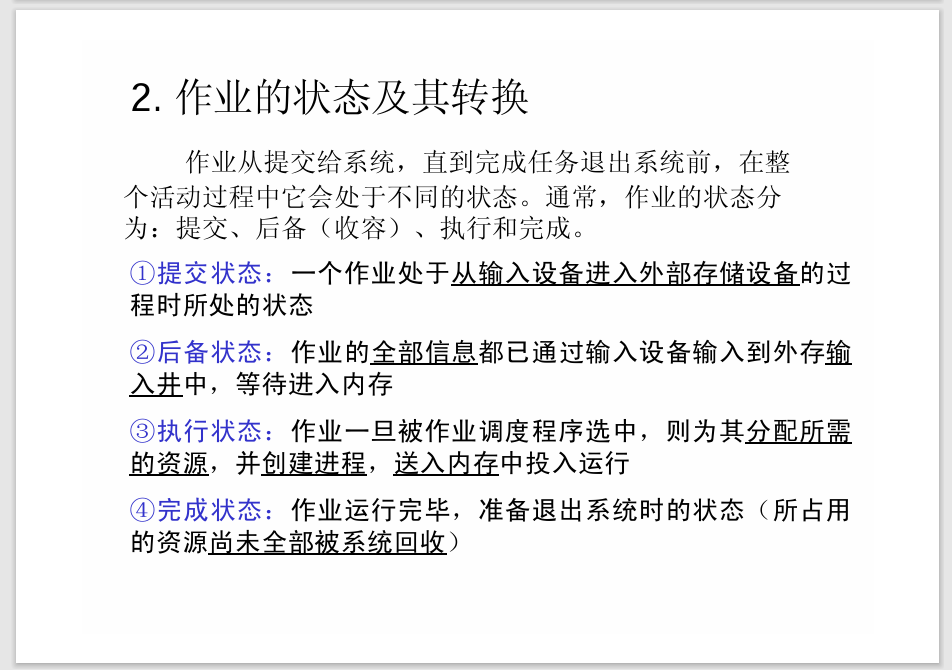 2. 作业的状态及其转换
作业从提交给系统，直到完成任务退出系统前，在整
个活动过程中它会处于不同的状态。通常，作业的状态分
为：提交、后备（收容）、执行和完成。
①提交状态：一个作业处于从输入设备进入外部存储设备的过
程时所处的状态
②后备状态：作业的全部信息都已通过输入设备输入到外存输
入井中，等待进入内存
③执行状态：作业一旦被作业调度程序选中，则为其分配所需
的资源，并创建进程，送入内存中投入运行
④完成状态：作业运行完毕，准备退出系统时的状态（所占用
的资源尚未全部被系统回收）